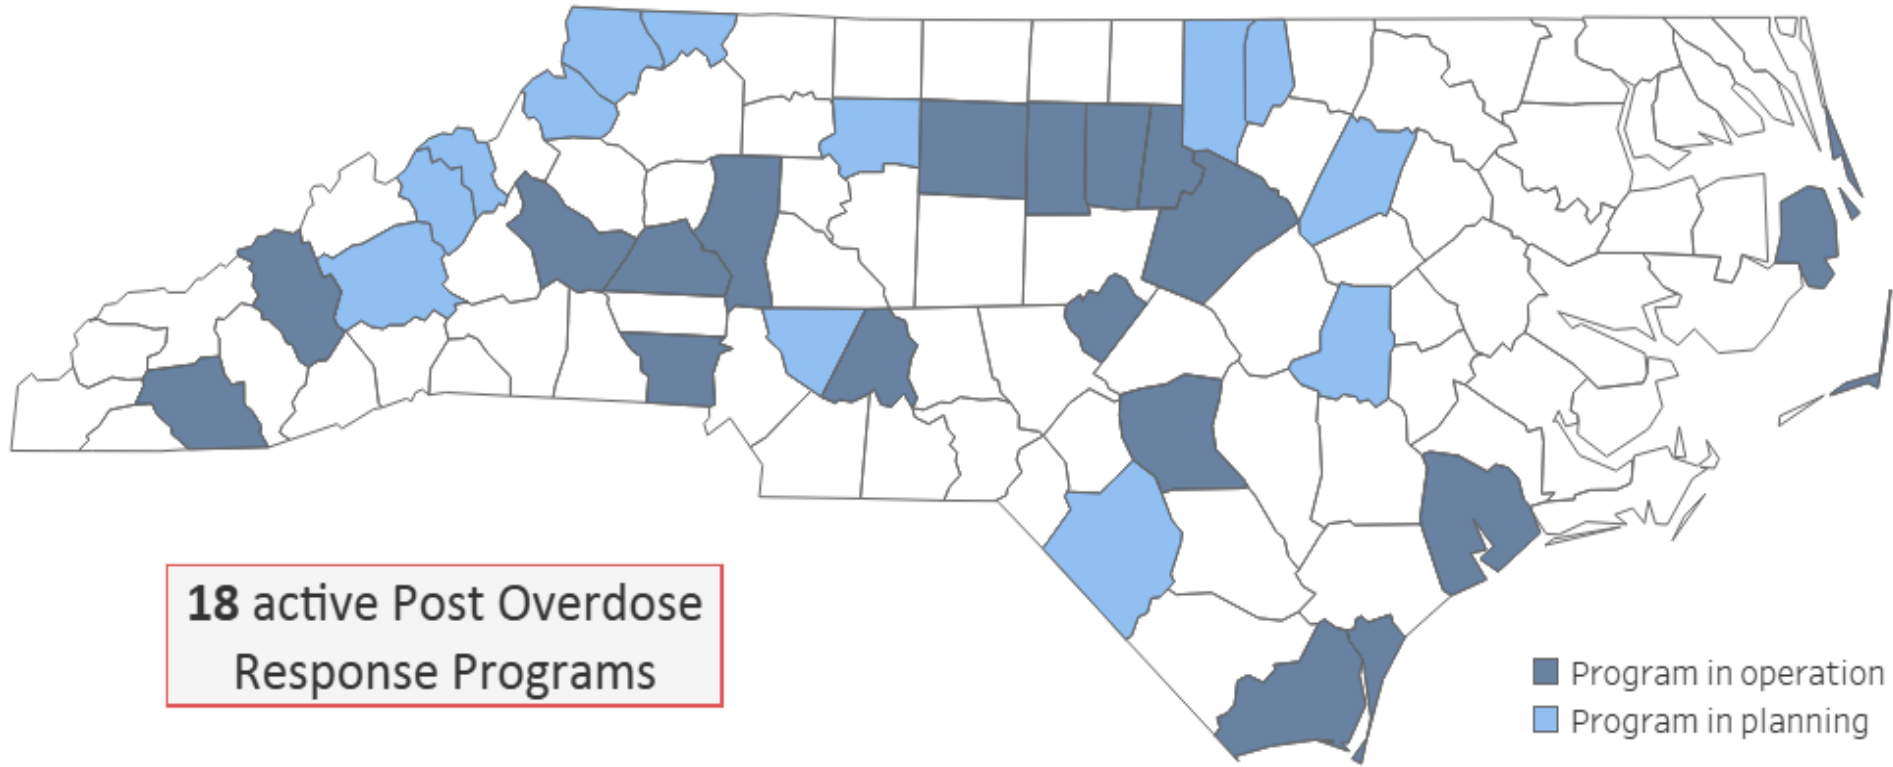 18 active Post Overdose
Response Programs
Program in operation
Program in planning